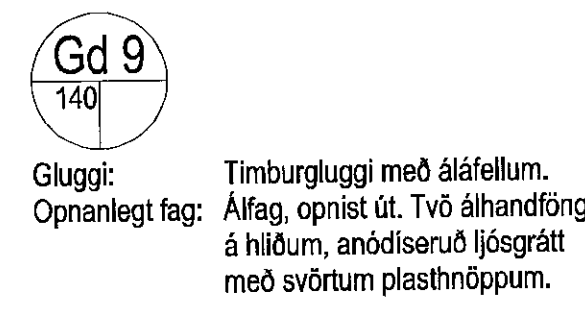 Gd 9
140
Gluggi: Timburgluggi með áláfellum.
Opnanlegt fag: Álfag, opnist út. Tvö álhandföng
á hliðum, anódíseruð ljósgrátt
með svörtum plasthnöppum.